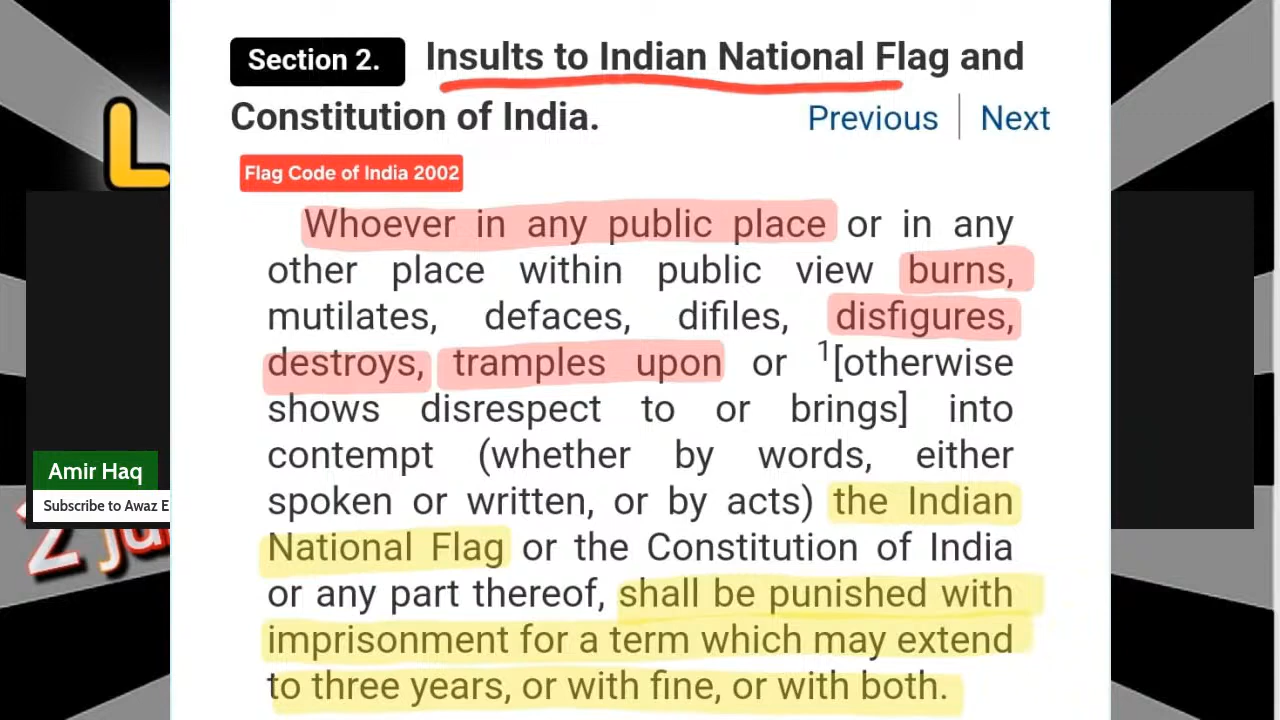 Section 2. Insults to Indian National Flag and
Constitution of India.
Previous | Next
Flag Code of India 2002
Whoever in any public place or in any
other place within public view burns,
mutilates, defaces, difiles, disfigures,
destroys, tramples upon or 1[otherwise
shows disrespect to or brings] into
contempt (whether by words, either
spoken or written, or by acts) the Indian
National Flag or the Constitution of India
or any part thereof, shall be punished with
imprisonment for a term which may extend
to three years, or with fine, or with both.
L
Amir Haq
Subscribe to Awaz E
2